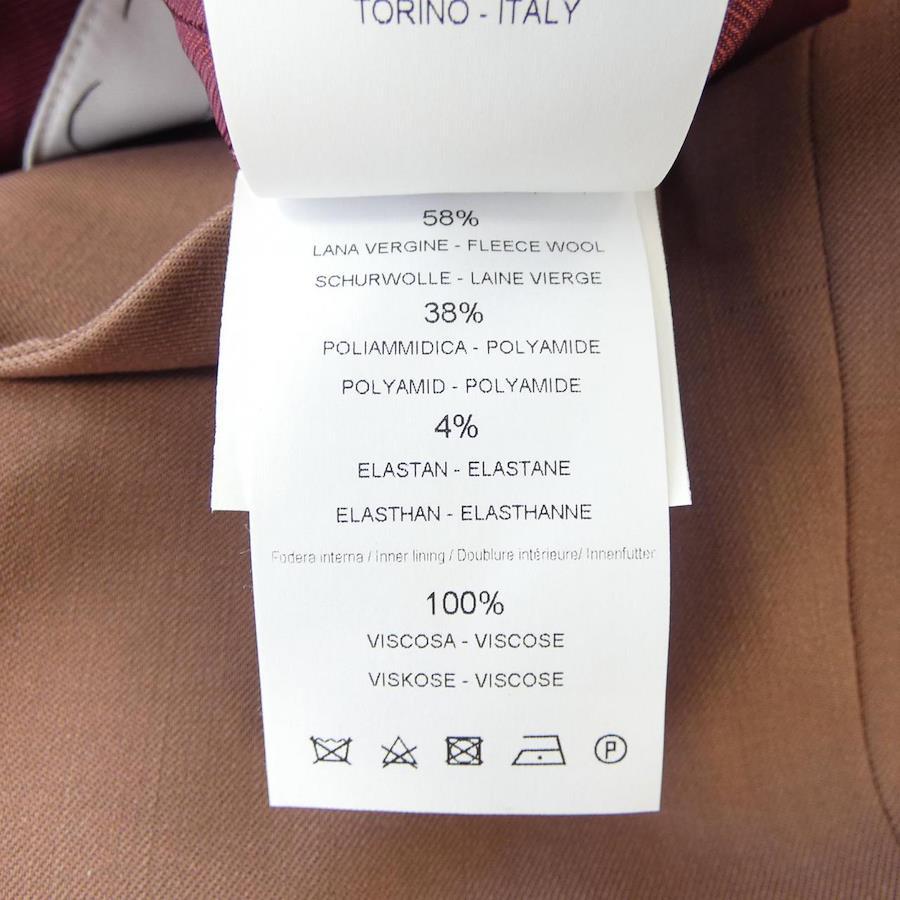 TORINO - ITALY
58%
LANA VERGINE - FLEECE WOOL
SCHURWOLLE - LAINE VIERGE
38%
POLIAMMIDICA - POLYAMIDE
POLYAMID - POLYAMIDE
4%
ELASTAN - ELASTANE
ELASTHAN - ELASTHANNE
Fodera interna / Inner lining / Doublure intérieure/ Innenfutter
100%
VISCOSA - VISCOSE
VISKOSE - VISCOSE
P